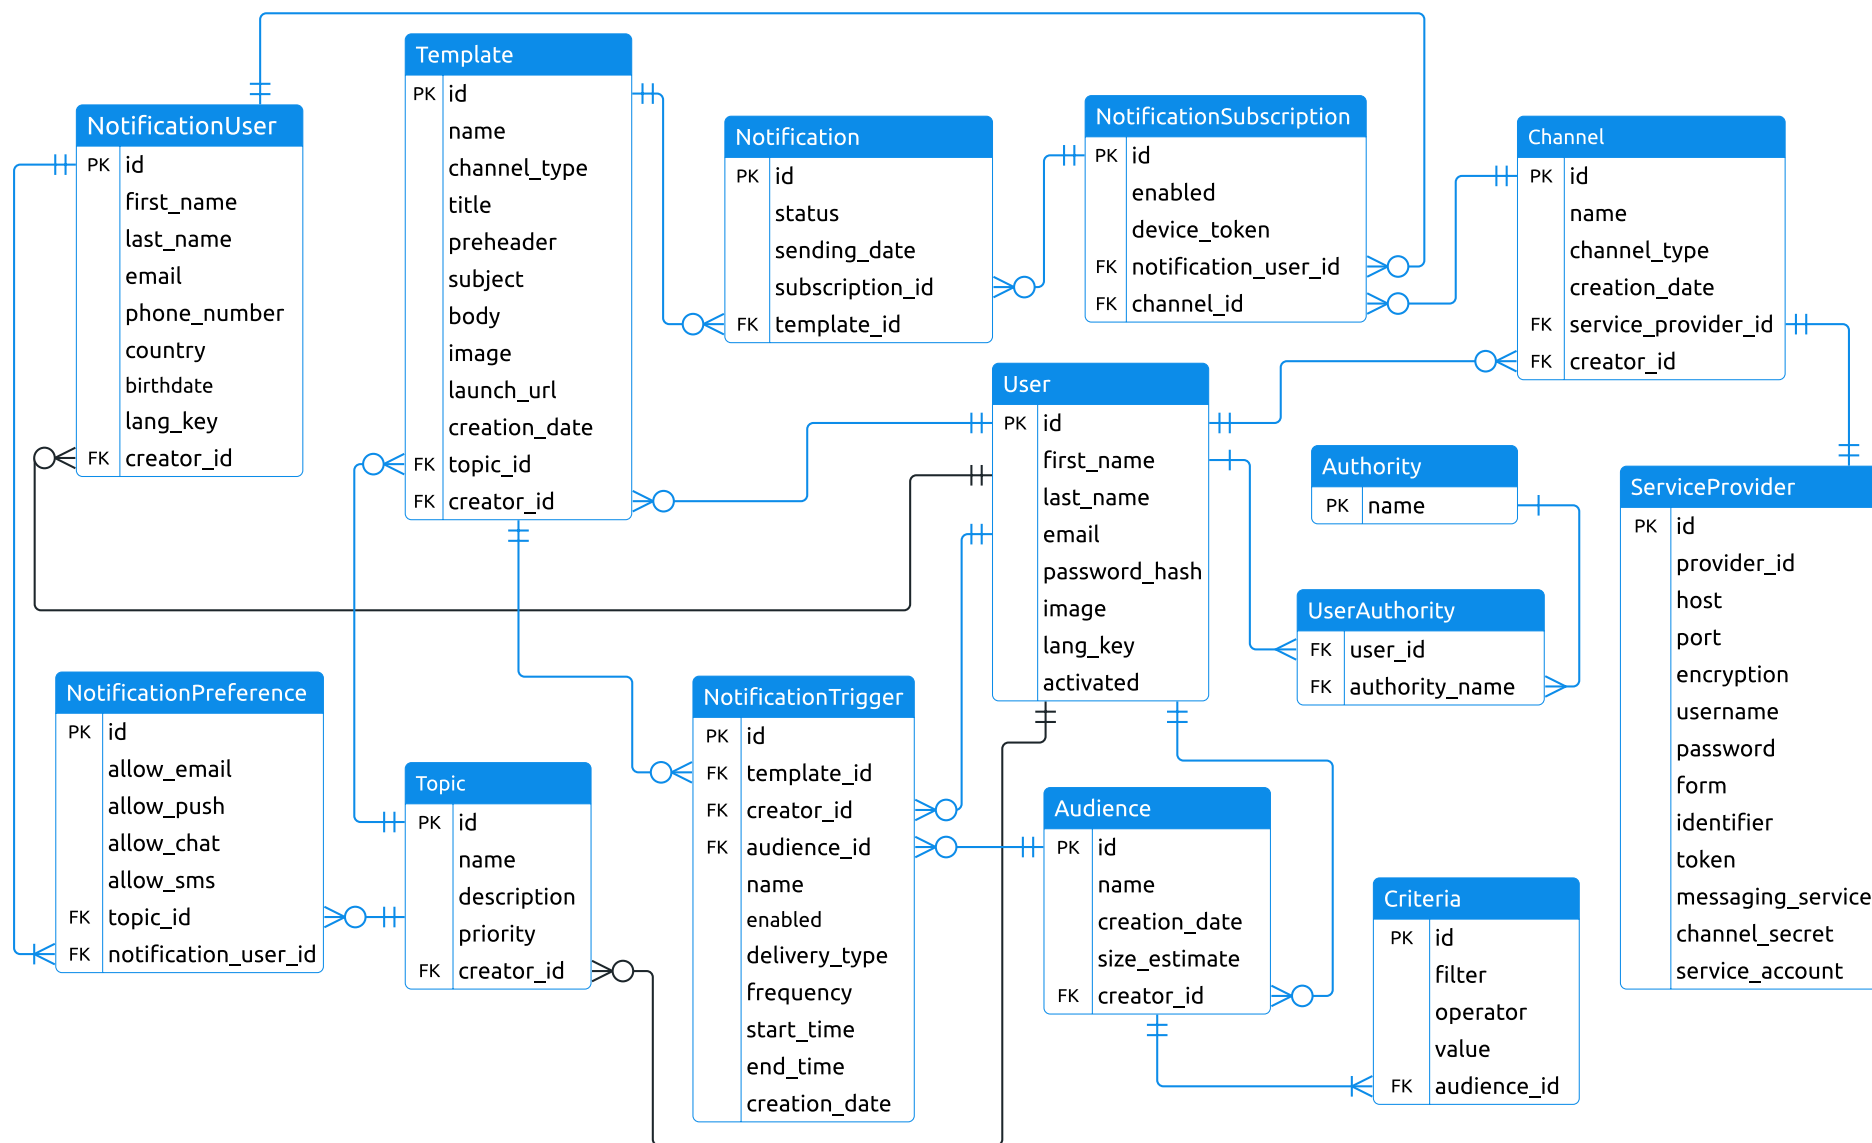 Template
PK id
name
channel_type
title
preheader
subject
body
image
launch_url
creation_date
FK topic_id
FK creator_id
NotificationUser
PK id
first_name
last_name
email
phone_number
country
birthdate
lang_key
FK creator_id
Notification
PK id
status
sending_date
subscription_id
FK template_id
NotificationSubscription
PK id
enabled
device_token
FK notification_user_id
FK channel_id
Channel
PK id
name
channel_type
creation_date
FK service_provider_id
FK creator_id
User
PK id
first_name
last_name
email
password_hash
image
lang_key
activated
Authority
PK name
ServiceProvider
PK id
provider_id
host
port
encryption
username
password
form
identifier
token
messaging_service
channel_secret
service_account
UserAuthority
FK user_id
FK authority_name
NotificationPreference
PK id
allow_email
allow_push
allow_chat
allow_sms
FK topic_id
FK notification_user_id
Topic
PK id
name
description
priority
FK creator_id
NotificationTrigger
PK id
FK template_id
FK creator_id
FK audience_id
name
enabled
delivery_type
frequency
start_time
end_time
creation_date
Audience
PK id
name
creation_date
size_estimate
FK creator_id
Criteria
PK id
filter
operator
value
FK audience_id